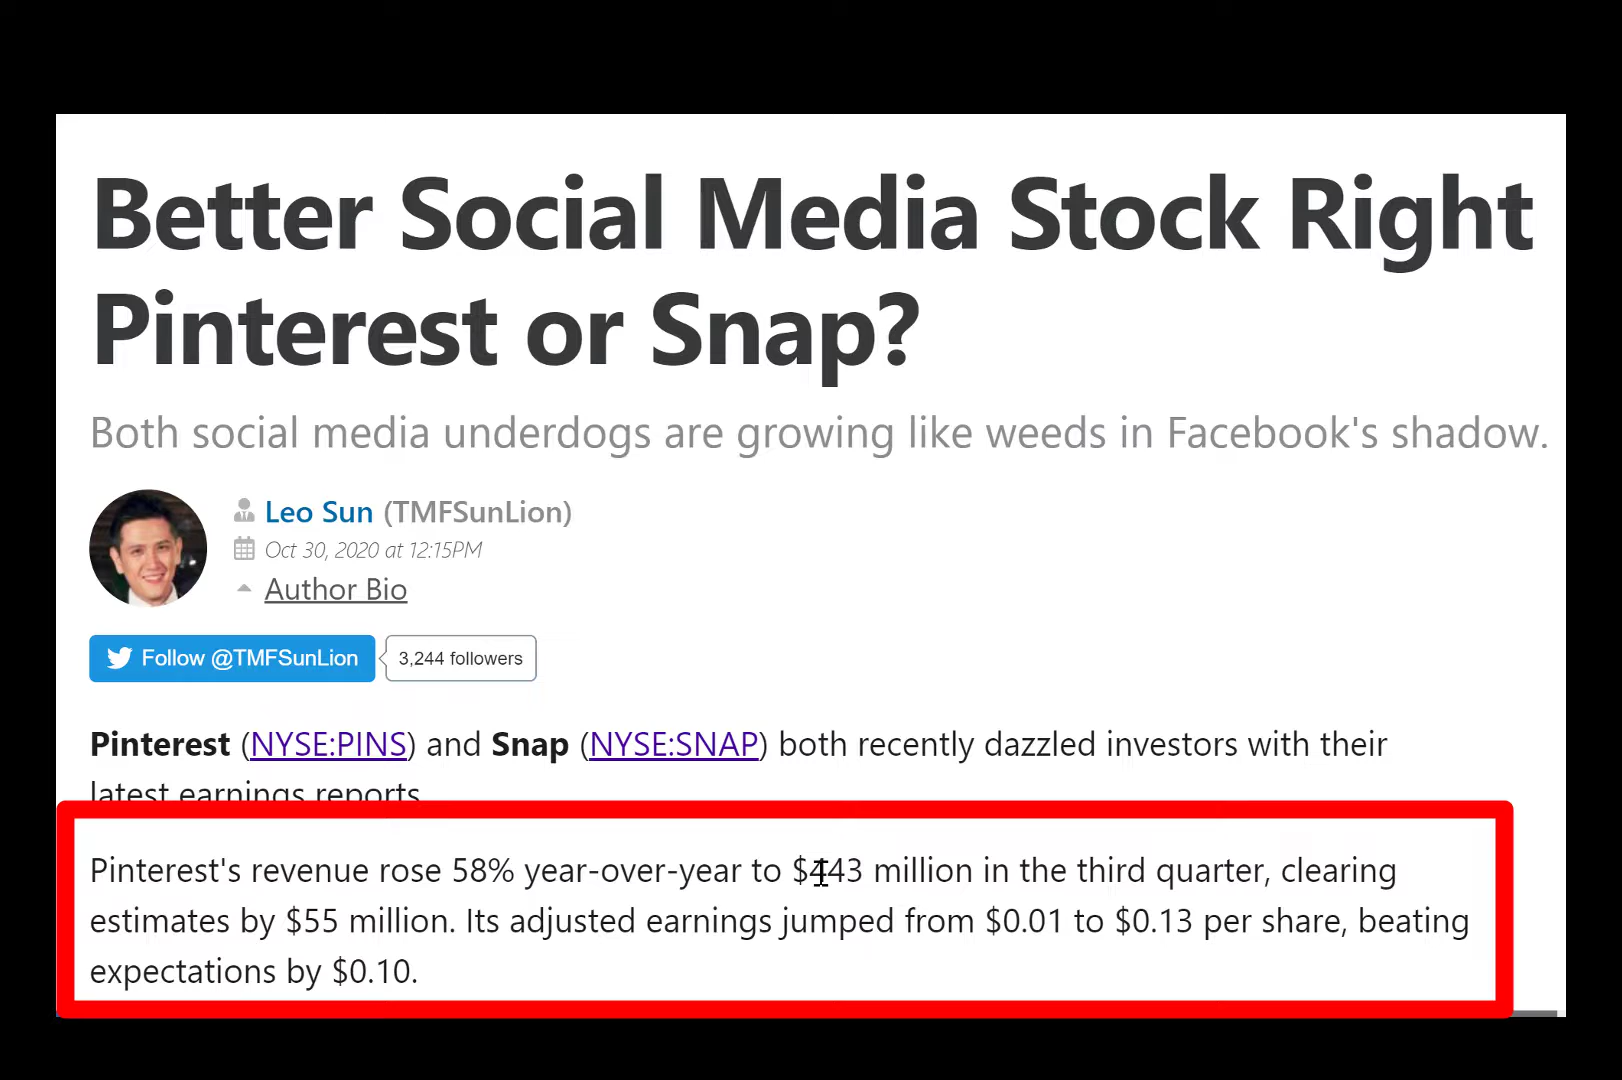 Better Social Media Stock Right
Pinterest or Snap?
Both social media underdogs are growing like weeds in Facebook's shadow.
Leo Sun (TMFSunLion)
Oct 30, 2020 at 12:15PM
Author Bio
Follow @TMFSunLion 3,244 followers
Pinterest (NYSE:PINS) and Snap (NYSE:SNAP) both recently dazzled investors with their
latest earnings reports.
Pinterest's revenue rose 58% year-over-year to $443 million in the third quarter, clearing
estimates by $55 million. Its adjusted earnings jumped from $0.01 to $0.13 per share, beating
expectations by $0.10.